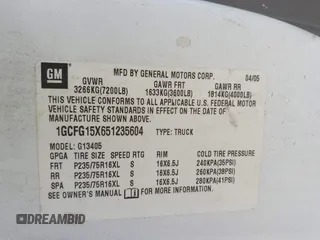 GM
MFD BY GENERAL MOTORS CORP. 04/05
GVWR GAWR FRT GAWR RR
3266KG(7200LB) 1633KG(3600LB) 1814KG(4000LB)
THIS VEHICLE CONFORMS TO ALL APPLICABLE U.S. FEDERAL MOTOR
VEHICLE SAFETY STANDARDS IN EFFECT ON THE DATE OF
MANUFACTURE SHOWN ABOVE.
1GCFG15X651235604 TYPE: TRUCK
MODEL: G13405
GPGA TIRE SIZE SPEED RTG RIM COLD TIRE PRESSURE
FRT P235/75R16XL S 16X6.5J 240KPA(35PSI)
RR P235/75R16XL S 16X6.5J 260KPA(38PSI)
SPA P235/75R16XL S 16X6.5J 280KPA(41PSI)
SEE OWNER'S MANUAL FOR MORE INFORMATION
DREAMBID